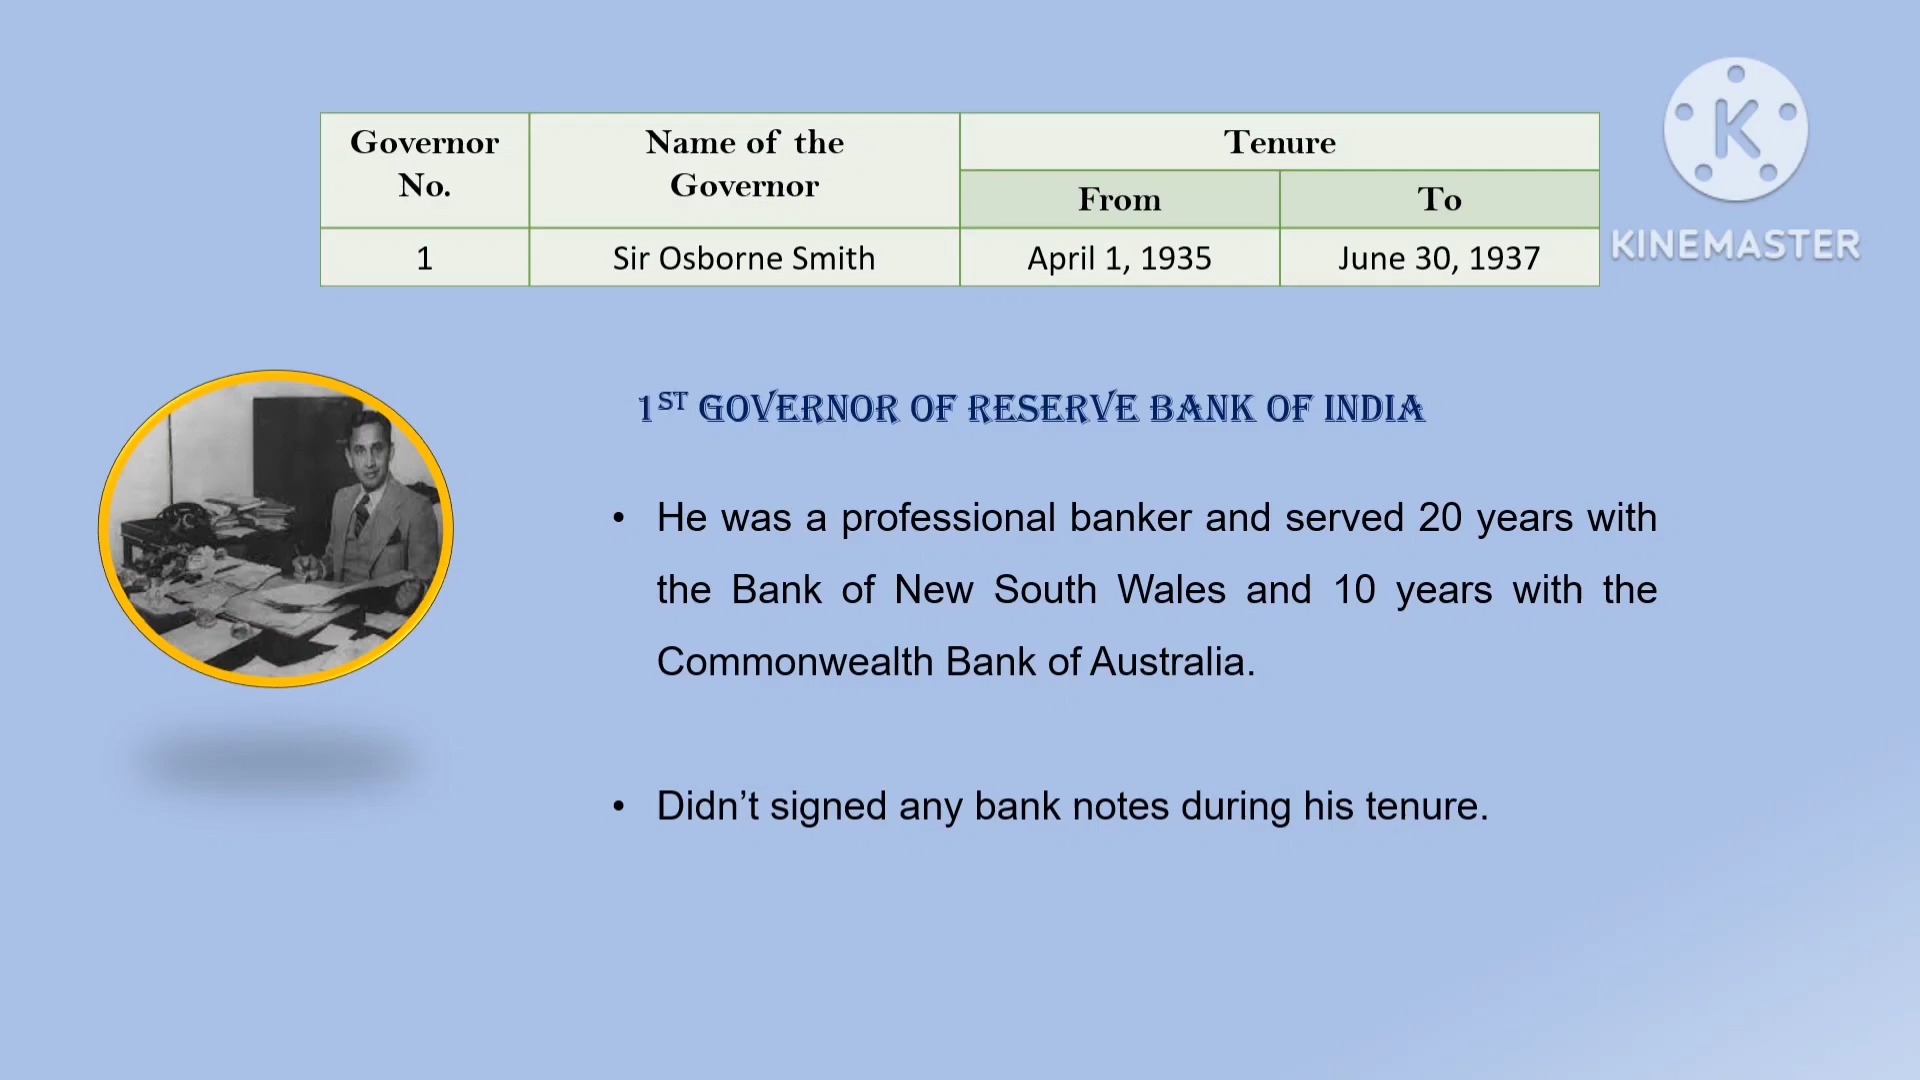 Governor No.
Name of the Governor
Tenure
From
To
1
Sir Osborne Smith
April 1, 1935
June 30, 1937
K
KINEMASTER
1ST GOVERNOR OF RESERVE BANK OF INDIA
• He was a professional banker and served 20 years with
the Bank of New South Wales and 10 years with the
Commonwealth Bank of Australia.
• Didn’t signed any bank notes during his tenure.